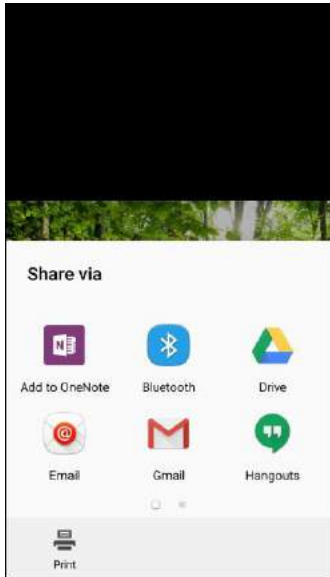 Share via
Add to OneNote Bluetooth Drive
Email Gmail Hangouts
Print